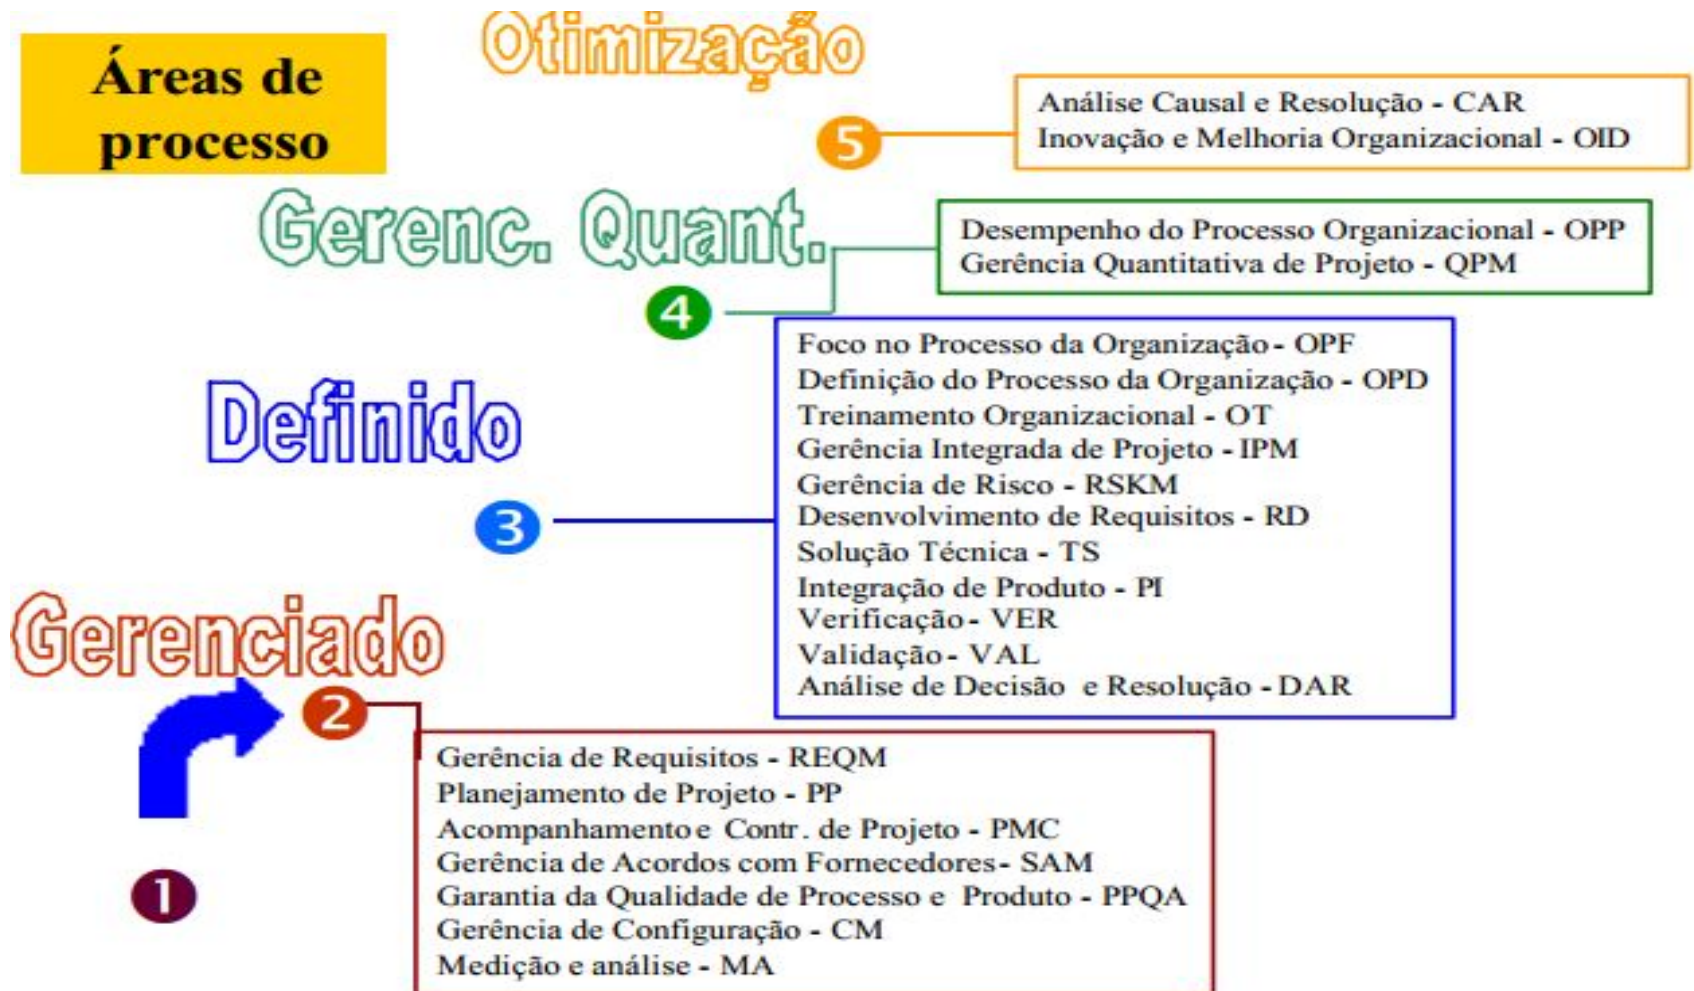 Áreas de
processo
Otimização
5
Análise Causal e Resolução - CAR
Inovação e Melhoria Organizacional - OID
Gerenc. Quant.
4
Desempenho do Processo Organizacional - OPP
Gerência Quantitativa de Projeto - QPM
Definido
3
Foco no Processo da Organização - OPF
Definição do Processo da Organização - OPD
Treinamento Organizacional - OT
Gerência Integrada de Projeto - IPM
Gerência de Risco - RSKM
Desenvolvimento de Requisitos - RD
Solução Técnica - TS
Integração de Produto - PI
Verificação - VER
Validação - VAL
Análise de Decisão e Resolução - DAR
Gerenciado
2
Gerência de Requisitos - REQM
Planejamento de Projeto - PP
Acompanhamento e Contr. de Projeto - PMC
Gerência de Acordos com Fornecedores - SAM
Garantia da Qualidade de Processo e Produto - PPQA
Gerência de Configuração - CM
Medição e análise - MA
1